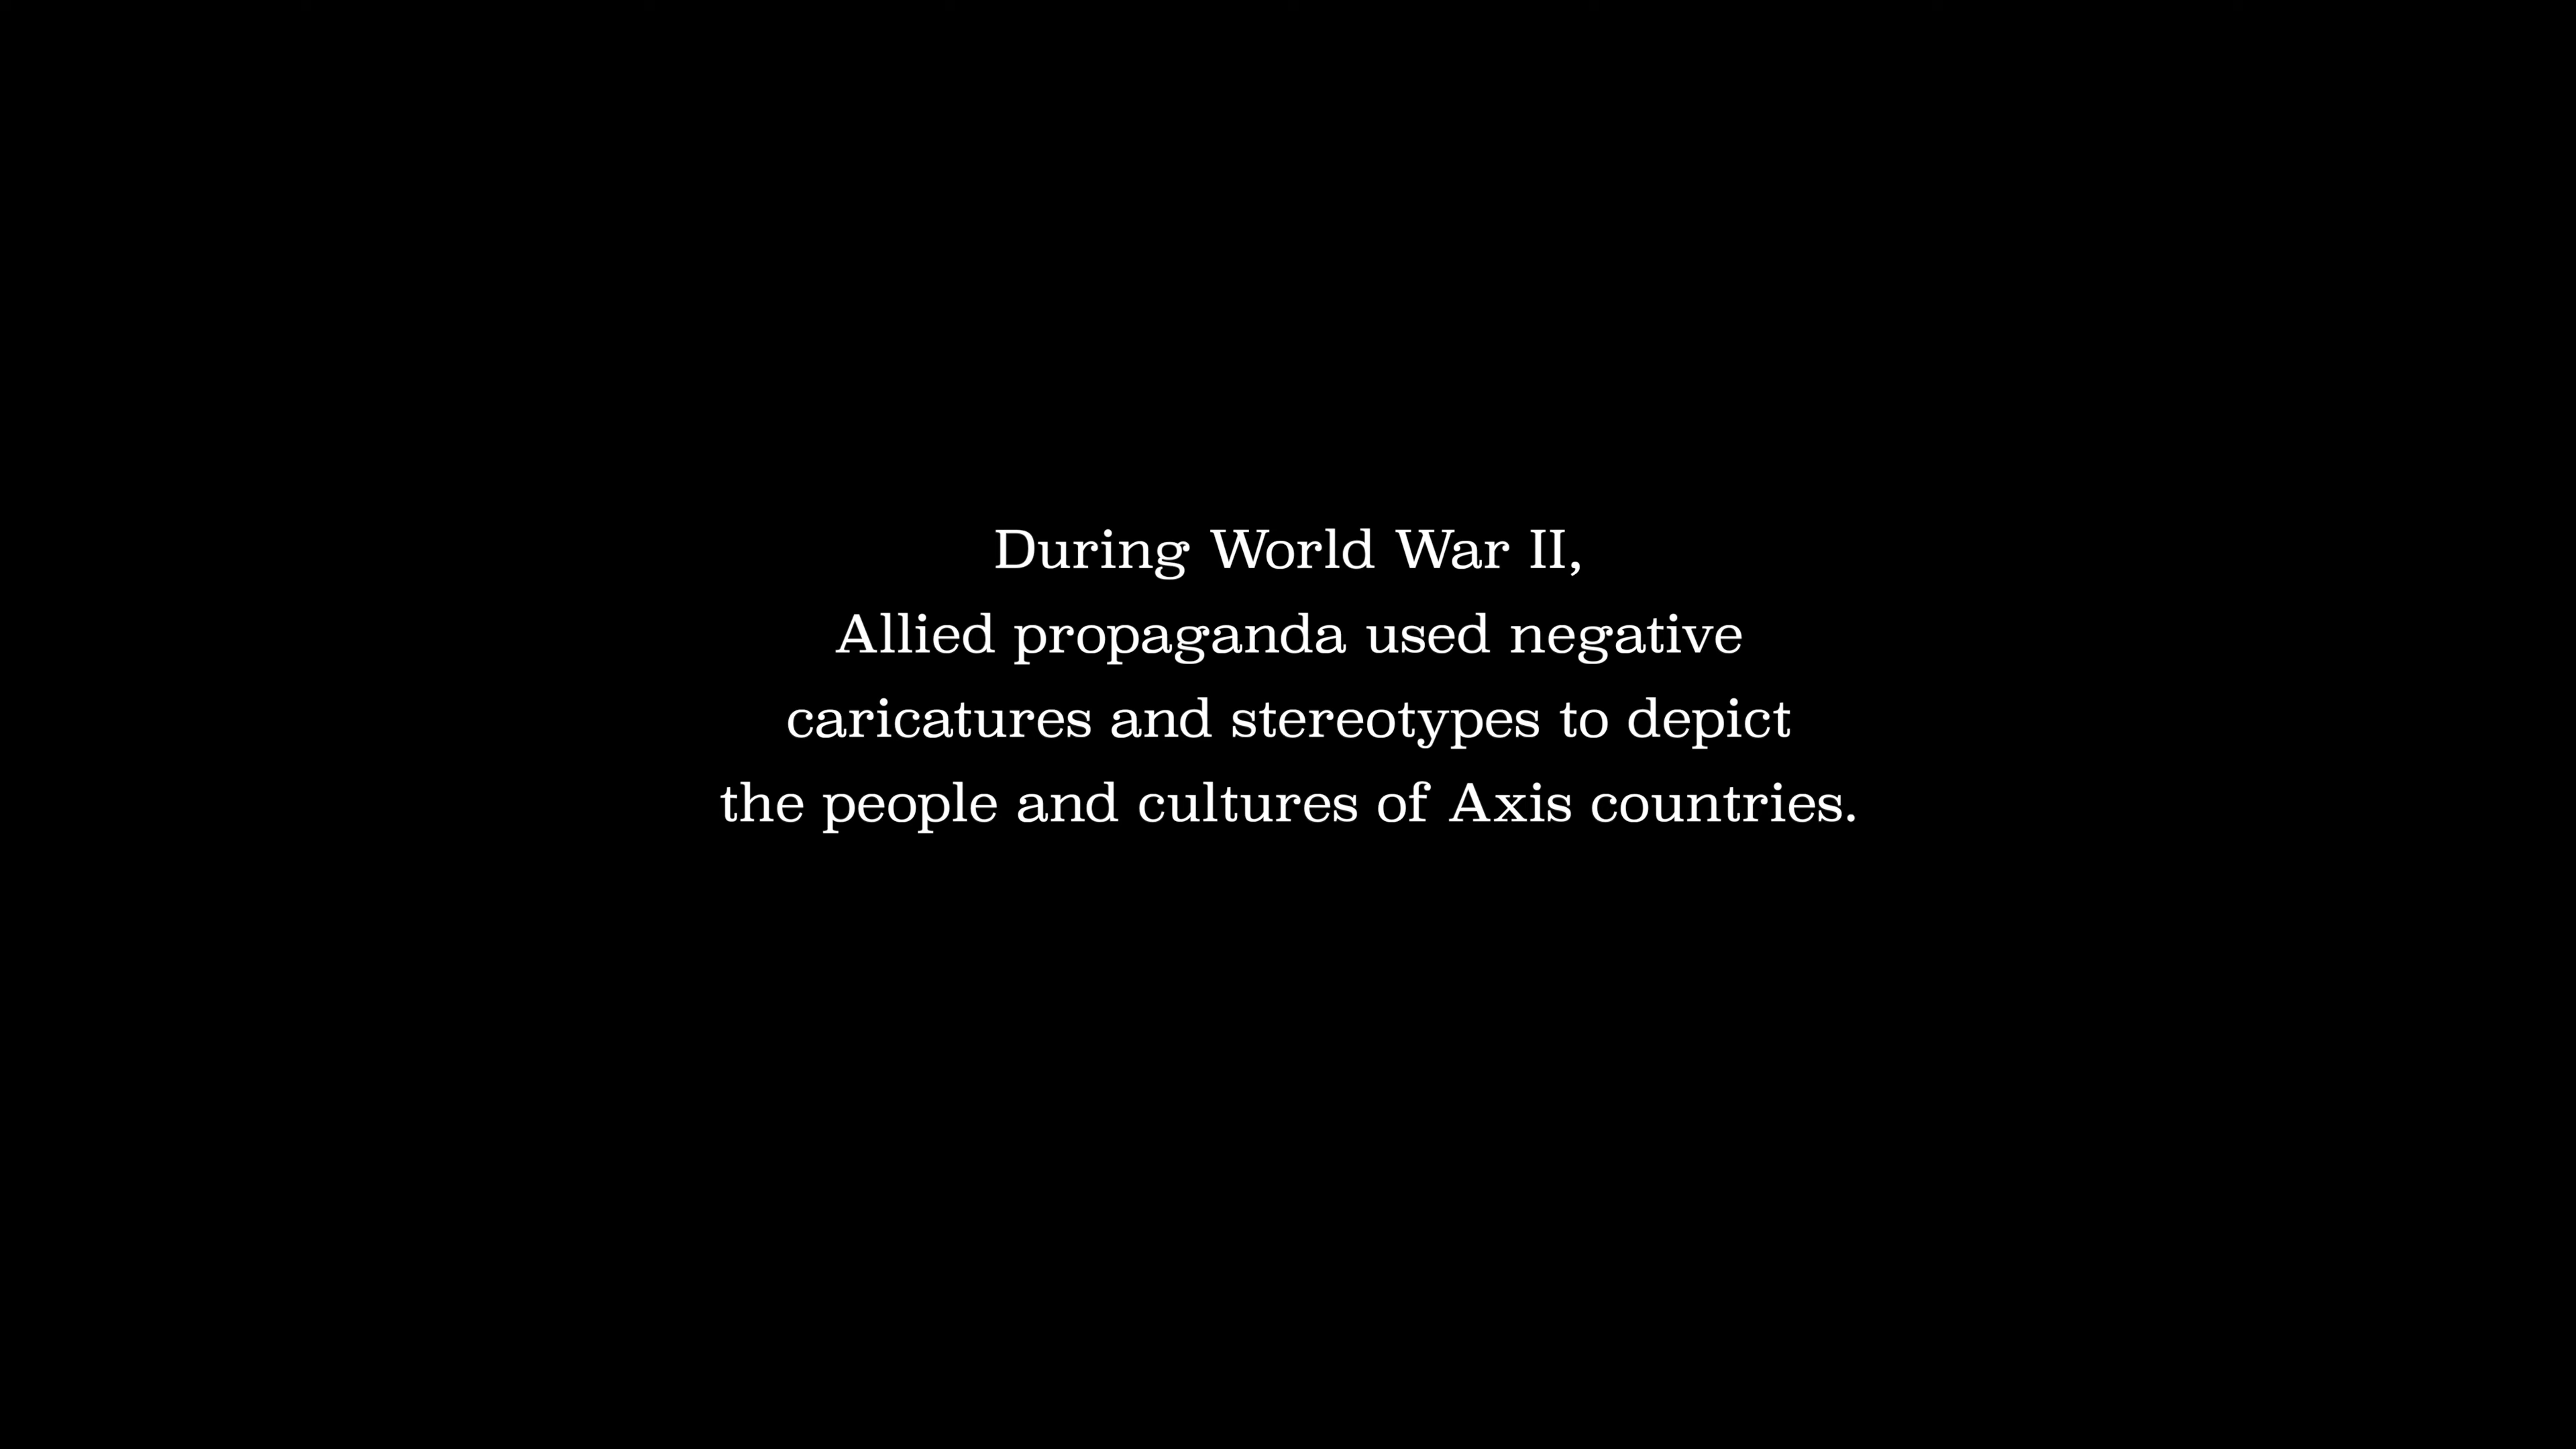 During World War II,
Allied propaganda used negative
caricatures and stereotypes to depict
the people and cultures of Axis countries.